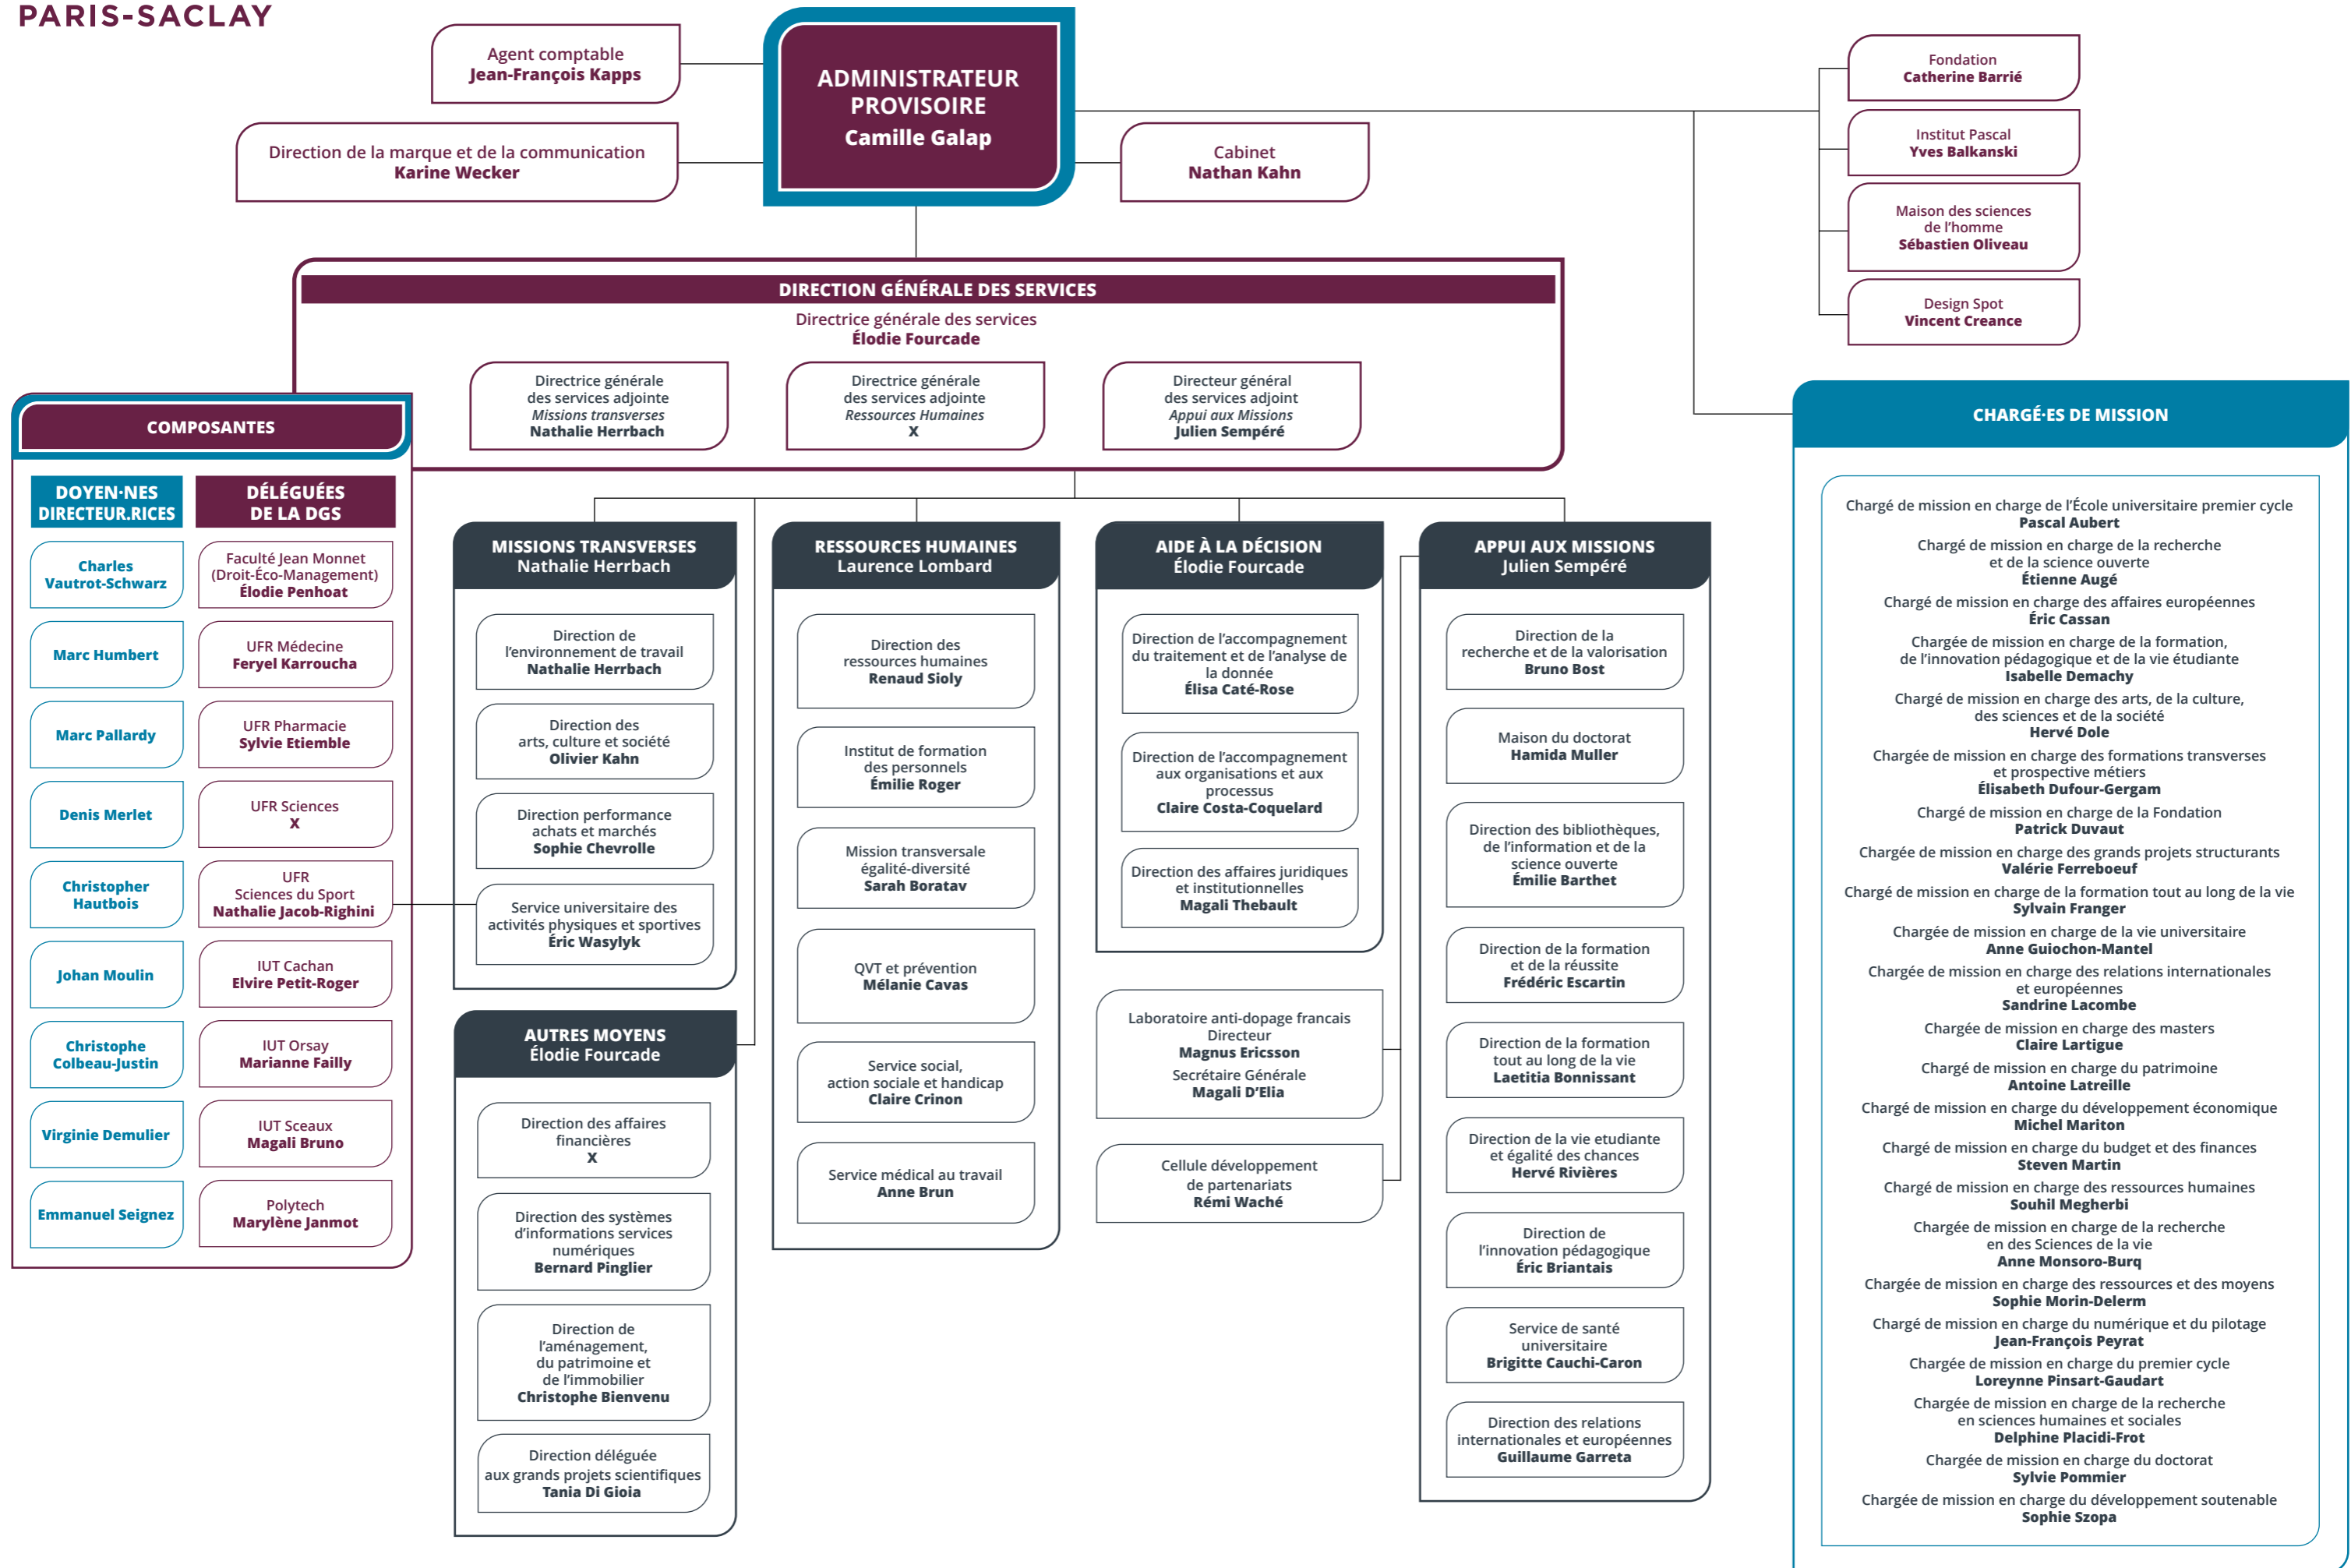 PARIS-SACLAY
Agent comptable
Jean-François Kapps
Direction de la marque et de la communication
Karine Wecker
ADMINISTRATEUR
PROVISOIRE
Camille Galap
Cabinet
Nathan Kahn
Fondation
Catherine Barrié
Institut Pascal
Yves Balkanski
Maison des sciences
de l'homme
Sébastien Oliveau
Design Spot
Vincent Creance
DIRECTION GÉNÉRALE DES SERVICES
Directrice générale des services
Élodie Fourcade
Directrice générale
des services adjointe
Missions transverses
Nathalie Herrbach
Directrice générale
des services adjointe
Ressources Humaines
X
Directeur général
des services adjoint
Appui aux Missions
Julien Sempéré
COMPOSANTES
DOYEN·NES
DIRECTEUR.RICES
DÉLÉGUÉES
DE LA DGS
Charles
Vautrot-Schwarz
Faculté Jean Monnet
(Droit-Éco-Management)
Élodie Penhoat
Marc Humbert
UFR Médecine
Feryel Karroucha
Marc Pallardy
UFR Pharmacie
Sylvie Etiemble
Denis Merlet
UFR Sciences
X
Christopher
Hautbois
UFR
Sciences du Sport
Nathalie Jacob-Righini
Johan Moulin
IUT Cachan
Elvire Petit-Roger
Christophe
Colbeau-Justin
IUT Orsay
Marianne Failly
Virginie Demulier
IUT Sceaux
Magali Bruno
Emmanuel Seignez
Polytech
Marylène Janmot
MISSIONS TRANSVERSES
Nathalie Herrbach
Direction de
l'environnement de travail
Nathalie Herrbach
Direction des
arts, culture et société
Olivier Kahn
Direction performance
achats et marchés
Sophie Chevrolle
Service universitaire des
activités physiques et sportives
Éric Wasylyk
AUTRES MOYENS
Élodie Fourcade
Direction des affaires
financières
X
Direction des systèmes
d'informations services
numériques
Bernard Pinglier
Direction de
l'aménagement,
du patrimoine et
de l'immobilier
Christophe Bienvenu
Direction déléguée
aux grands projets scientifiques
Tania Di Gioia
RESSOURCES HUMAINES
Laurence Lombard
Direction des
ressources humaines
Renaud Sioly
Institut de formation
des personnels
Émilie Roger
Mission transversale
égalité-diversité
Sarah Boratav
QVT et prévention
Mélanie Cavas
Service social,
action sociale et handicap
Claire Crinon
Service médical au travail
Anne Brun
AIDE À LA DÉCISION
Élodie Fourcade
Direction de l'accompagnement
du traitement et de l'analyse de
la donnée
Élisa Caté-Rose
Direction de l'accompagnement
aux organisations et aux
processus
Claire Costa-Coquelard
Direction des affaires juridiques
et institutionnelles
Magali Thebault
Laboratoire anti-dopage francais
Directeur
Magnus Ericsson
Secrétaire Générale
Magali D'Elia
Cellule développement
de partenariats
Rémi Waché
APPUI AUX MISSIONS
Julien Sempéré
Direction de la
recherche et de la valorisation
Bruno Bost
Maison du doctorat
Hamida Muller
Direction des bibliothèques,
de l'information et de la
science ouverte
Émilie Barthet
Direction de la formation
et de la réussite
Frédéric Escartin
Direction de la formation
tout au long de la vie
Laetitia Bonnissant
Direction de la vie etudiante
et égalité des chances
Hervé Rivières
Direction de
l'innovation pédagogique
Éric Briantais
Service de santé
universitaire
Brigitte Cauchi-Caron
Direction des relations
internationales et européennes
Guillaume Garreta
CHARGÉ·ES DE MISSION
Chargé de mission en charge de l'École universitaire premier cycle
Pascal Aubert
Chargé de mission en charge de la recherche
et de la science ouverte
Étienne Augé
Chargé de mission en charge des affaires européennes
Éric Cassan
Chargée de mission en charge de la formation,
de l'innovation pédagogique et de la vie étudiante
Isabelle Demachy
Chargé de mission en charge des arts, de la culture,
des sciences et de la société
Hervé Dole
Chargée de mission en charge des formations transverses
et prospective métiers
Élisabeth Dufour-Gergam
Chargé de mission en charge de la Fondation
Patrick Duvaut
Chargée de mission en charge des grands projets structurants
Valérie Ferreboeuf
Chargé de mission en charge de la formation tout au long de la vie
Sylvain Franger
Chargée de mission en charge de la vie universitaire
Anne Guiochon-Mantel
Chargée de mission en charge des relations internationales
et européennes
Sandrine Lacombe
Chargée de mission en charge des masters
Claire Lartigue
Chargé de mission en charge du patrimoine
Antoine Latreille
Chargé de mission en charge du développement économique
Michel Mariton
Chargé de mission en charge du budget et des finances
Steven Martin
Chargé de mission en charge des ressources humaines
Souhil Megherbi
Chargée de mission en charge de la recherche
en des Sciences de la vie
Anne Monsoro-Burq
Chargée de mission en charge des ressources et des moyens
Sophie Morin-Delerm
Chargé de mission en charge du numérique et du pilotage
Jean-François Peyrat
Chargée de mission en charge du premier cycle
Loreynne Pinsart-Gaudart
Chargée de mission en charge de la recherche
en sciences humaines et sociales
Delphine Placidi-Frot
Chargée de mission en charge du doctorat
Sylvie Pommier
Chargée de mission en charge du développement soutenable
Sophie Szopa